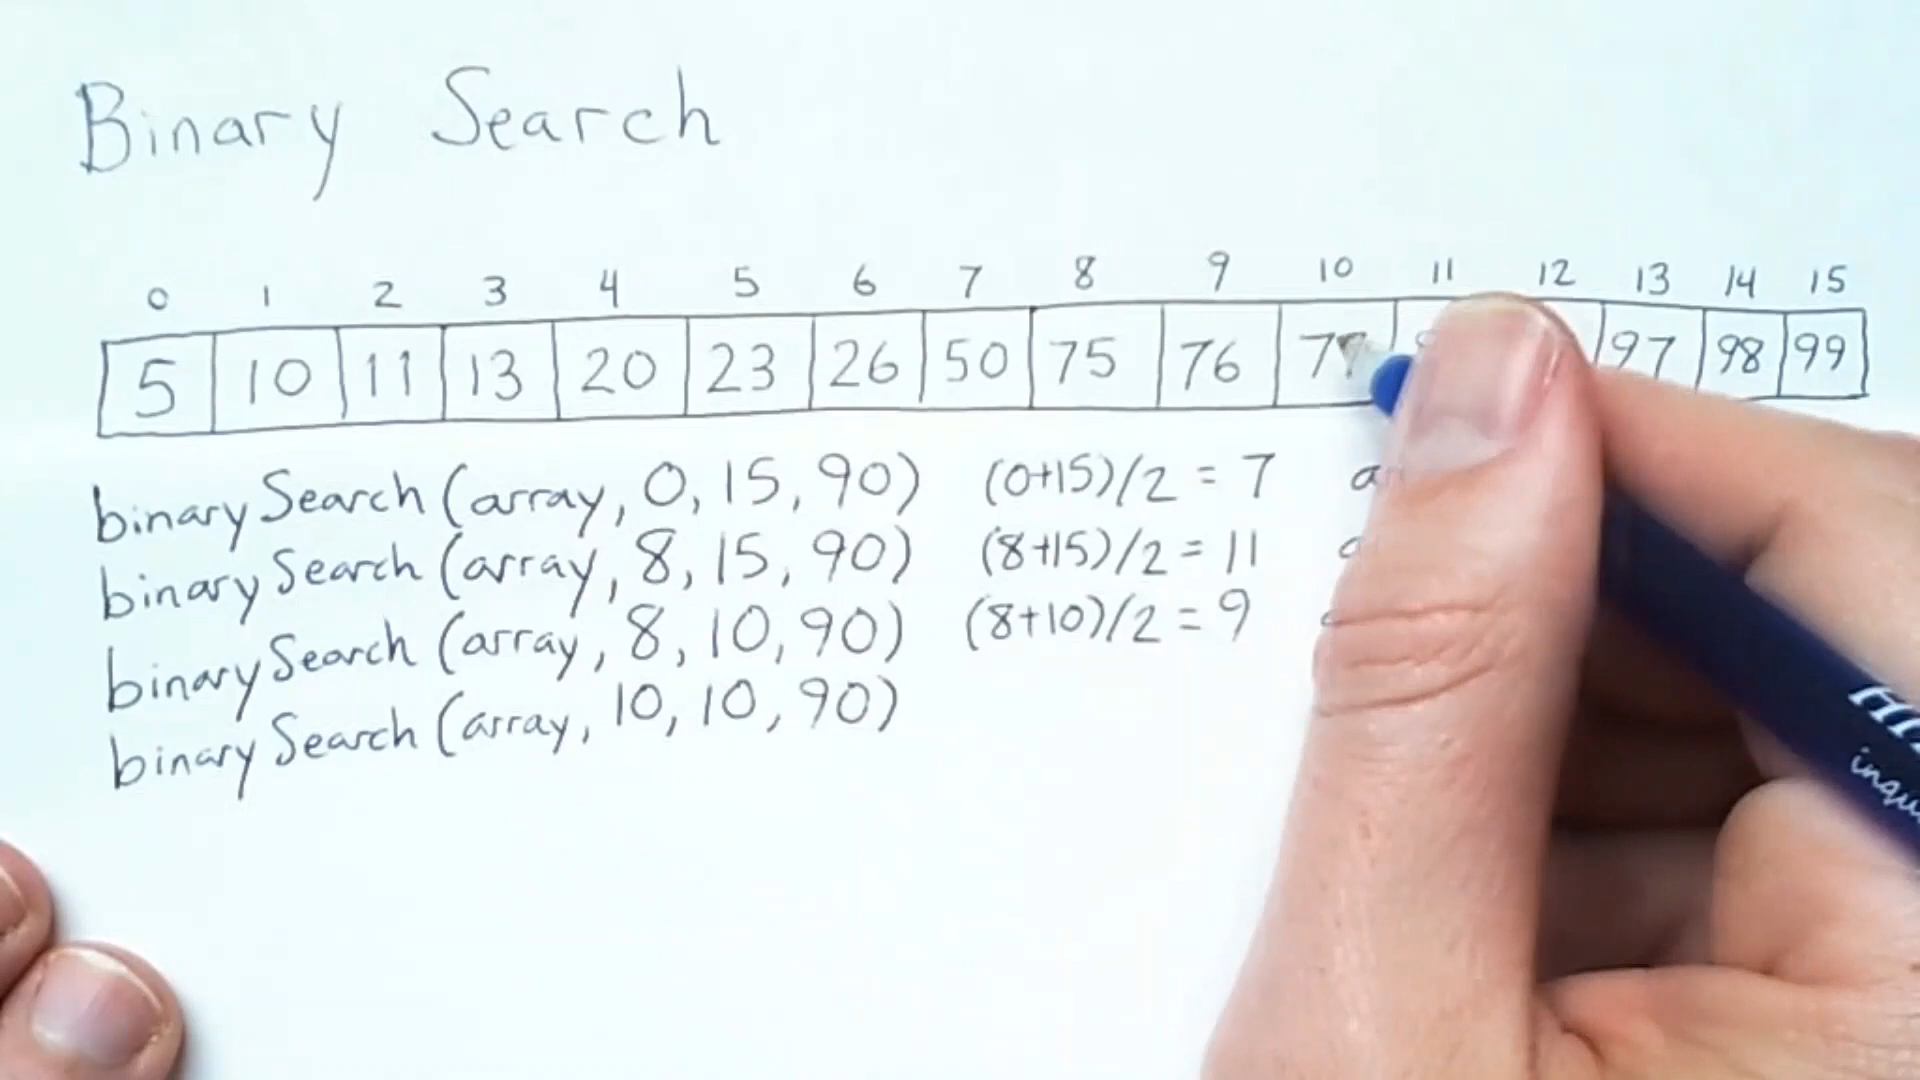 Binary Search
0 1 2 3 4 5 6 7 8 9 10 11 12 13 14 15
5 10 11 13 20 23 26 50 75 76 97 98 99
binarySearch (array, 0, 15, 90) (0+15)/2 = 7
binarySearch (array, 8, 15, 90) (8+15)/2 = 11
binarySearch (array, 8, 10, 90) (8+10)/2 = 9
binarySearch (array, 10, 10, 90)